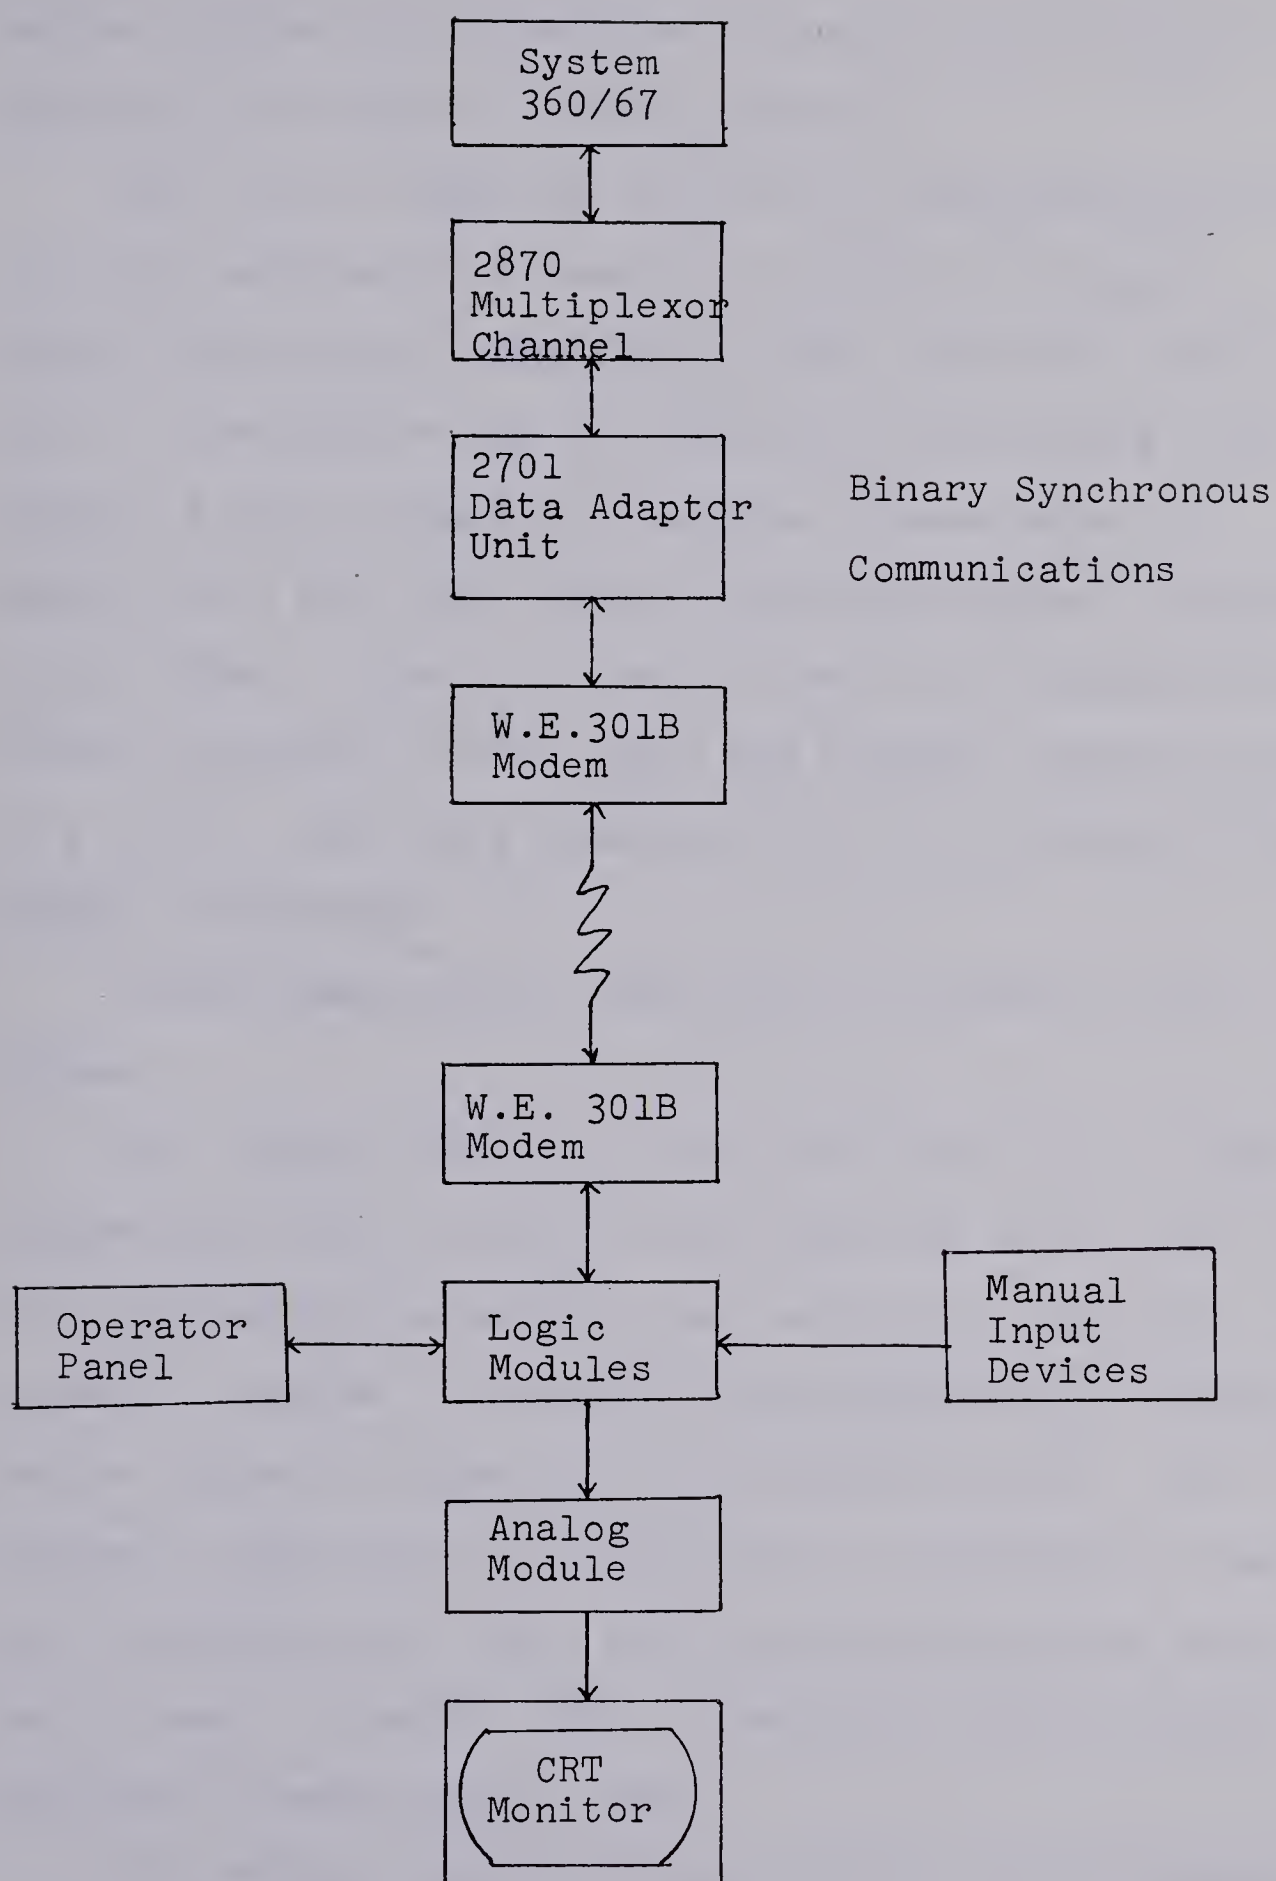 System
360/67
2870
Multiplexor
Channel
2701
Data Adaptor
Unit
Binary Synchronous
Communications
W.E.301B
Modem
W.E. 301B
Modem
Operator
Panel
Logic
Modules
Manual
Input
Devices
Analog
Module
CRT
Monitor